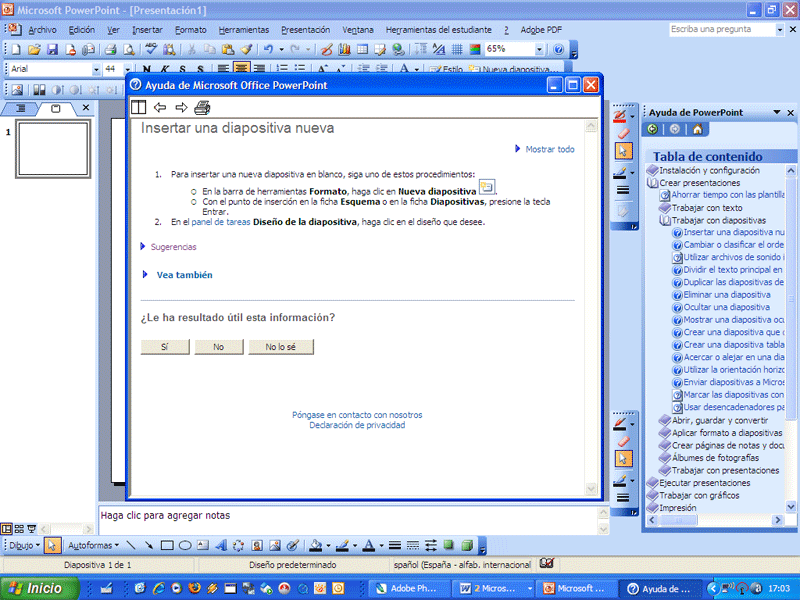 Microsoft PowerPoint - [Presentación1]
Archivo Edición Ver Insertar Formato Herramientas Presentación Ventana Herramientas del estudiante ? Adobe PDF
Escriba una pregunta
65%
Arial 44 N K S S Estilo Nueva diapositiva...
1
Ayuda de Microsoft Office PowerPoint
Insertar una diapositiva nueva
Mostrar todo
1. Para insertar una nueva diapositiva en blanco, siga uno de estos procedimientos:
En la barra de herramientas Formato, haga clic en Nueva diapositiva
Con el punto de inserción en la ficha Esquema o en la ficha Diapositivas, presione la tecla
Entrar.
2. En el panel de tareas Diseño de la diapositiva, haga clic en el diseño que desee.
Sugerencias
Vea también
¿Le ha resultado útil esta información?
Sí No No lo sé
Póngase en contacto con nosotros
Declaración de privacidad
Ayuda de PowerPoint
Tabla de contenido
Instalación y configuración
Crear presentaciones
Ahorrar tiempo con las plantilla
Trabajar con texto
Trabajar con diapositivas
Insertar una diapositiva nu
Cambiar o clasificar el orde
Utilizar archivos de sonido
Dividir el texto principal en
Duplicar las diapositivas de
Eliminar una diapositiva
Ocultar una diapositiva
Mostrar una diapositiva ocu
Crear una diapositiva que
Crear una diapositiva tabla
Acercar o alejar en una dia
Utilizar la orientación horizo
Enviar diapositivas a Micros
Marcar las diapositivas con
Usar desencadenadores pa
Abrir, guardar y convertir
Aplicar formato a diapositivas
Crear páginas de notas y docu
Álbumes de fotografías
Trabajar con presentaciones
Ejecutar presentaciones
Trabajar con gráficos
Impresión
Haga clic para agregar notas
Dibujo Autoformas
Diapositiva 1 de 1 Diseño predeterminado spañol (España - alfab. internacional
Inicio Adobe Ph... 2 Micros... Microsoft ... Ayuda de ... 17:03